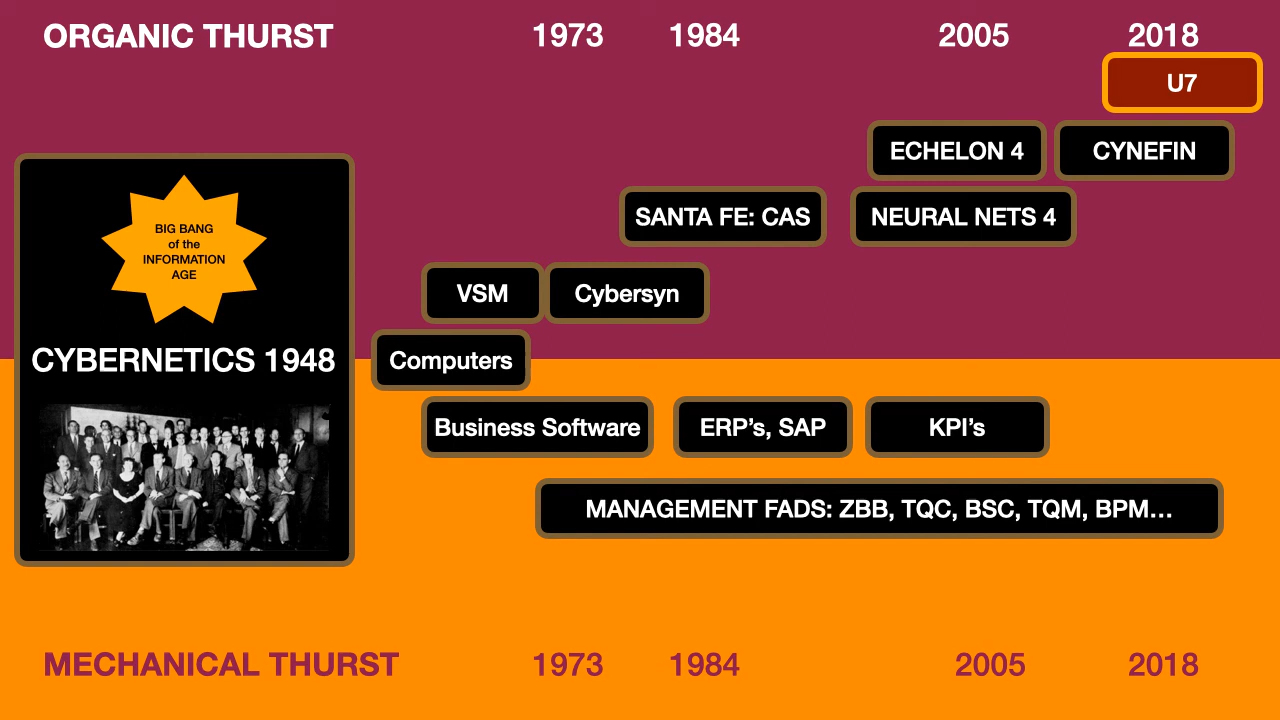 ORGANIC THURST 1973 1984 2005 2018
U7
ECHELON 4 CYNEFIN
SANTA FE: CAS NEURAL NETS 4
BIG BANG
of the
INFORMATION
AGE
VSM Cybersyn
CYBERNETICS 1948
Computers
Business Software ERP’s, SAP KPI’s
MANAGEMENT FADS: ZBB, TQC, BSC, TQM, BPM…
MECHANICAL THURST 1973 1984 2005 2018